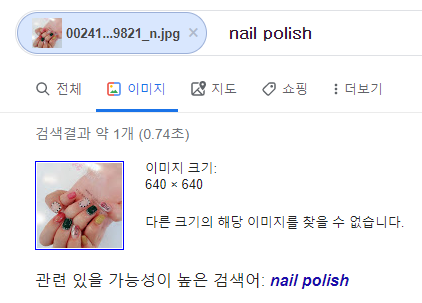 00241...9821_n.jpg × nail polish
전체 이미지 지도 쇼핑 더보기
검색결과 약 1개 (0.74초)
이미지 크기:
640 × 640
다른 크기의 해당 이미지를 찾을 수 없습니다.
관련 있을 가능성이 높은 검색어: nail polish